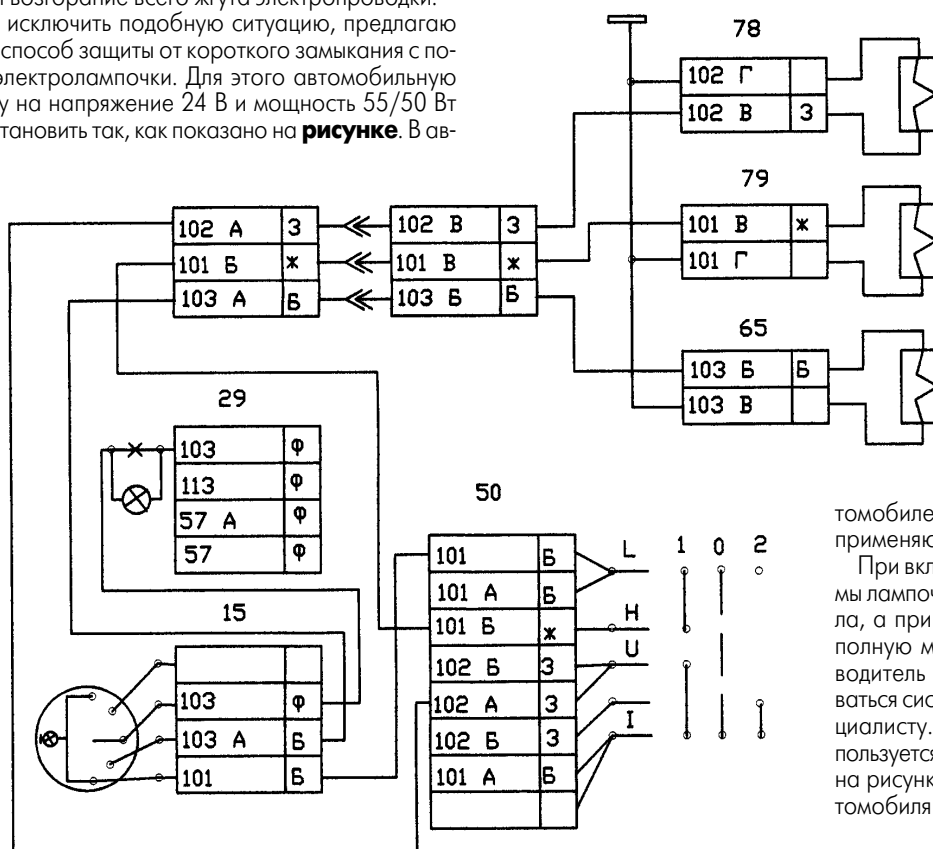 возгорание всего жгута электропроводки.
исключить подобную ситуацию, предлагаю
способ защиты от короткого замыкания с по-
электролампочки. Для этого автомобильную
у на напряжение 24 В и мощность 55/50 Вт
тановить так, как показано на рисунке. В ав-
78
102 Г
102 В З
79
101 В Ж
101 Г
65
103 Б Б
103 В
102 А З
101 Б Ж
103 А Б
102 В З
101 В Ж
103 Б Б
29
103 Ф
113 Ф
57 А Ф
57 Ф
15
103 Ф
103 А Б
101 Б
50
101 Б
101 А Б
101 Б Ж
102 Б З
102 А З
102 Б З
101 А Б
L
H
U
I
1 0 2
томобиле
применяю
При вкл
мы лампоч
ла, а при
полную м
водитель
ваться сис
циалисту.
пользуется
на рисунк
томобиля